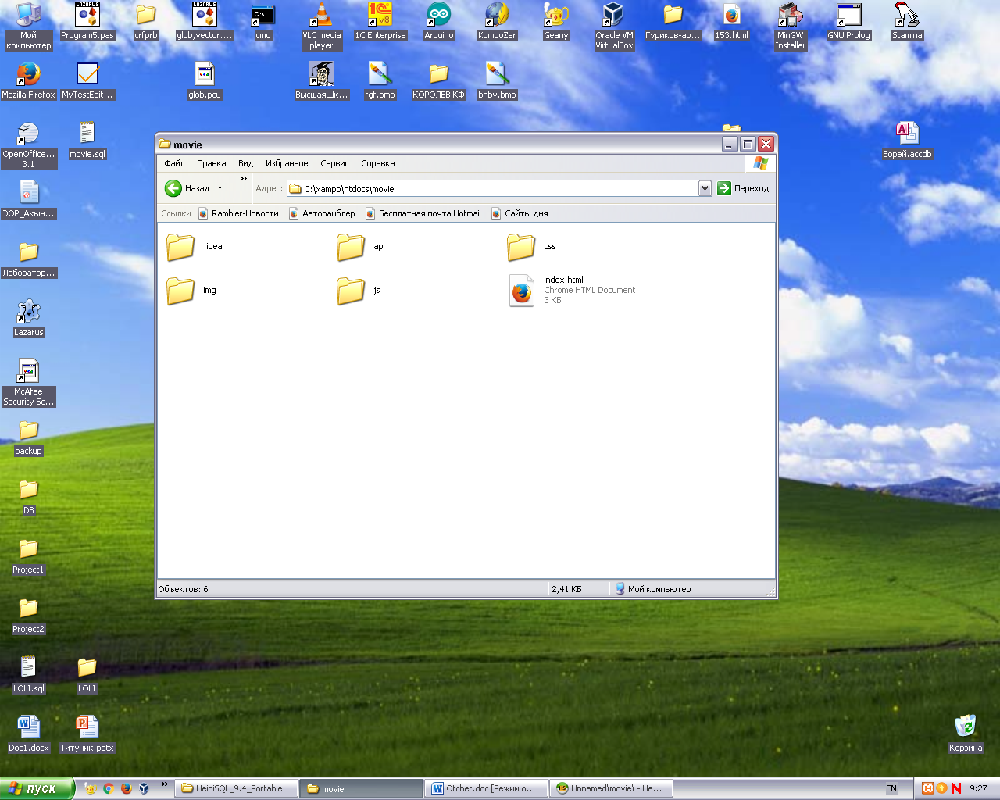 Мой компьютер
Program5.pas
crfprb
glob,vector....
cmd
VLC media player
1C Enterprise
Arduino
KompoZer
Geany
Oracle VM VirtualBox
Гуриков-ар...
153.html
MinGW Installer
GNU Prolog
Stamina
Mozilla Firefox
MyTestEdit...
glob.pcu
ВысшаяШк...
fgf.bmp
КОРОЛЕВ КФ
bnbv.bmp
OpenOffice... 3.1
movie.sql
Борей.accdb
ЭОР_Акын...
Лаборатор...
Lazarus
McAfee Security Sc...
backup
DB
Project1
Project2
LOLI.sql
LOLI
Doc1.docx
Титуник.pptx
Корзина
movie
Файл Правка Вид Избранное Сервис Справка
Назад » Адрес: C:\xampp\htdocs\movie Переход
Ссылки Rambler-Новости Авторамблер Бесплатная почта Hotmail Сайты дня
.idea api css
img js index.html
Chrome HTML Document
3 КБ
Объектов: 6 2,41 КБ Мой компьютер
пуск » HeidiSQL_9.4_Portable movie Otchet.doc [Режим о... Unnamed\movie\ - He... EN 9:27